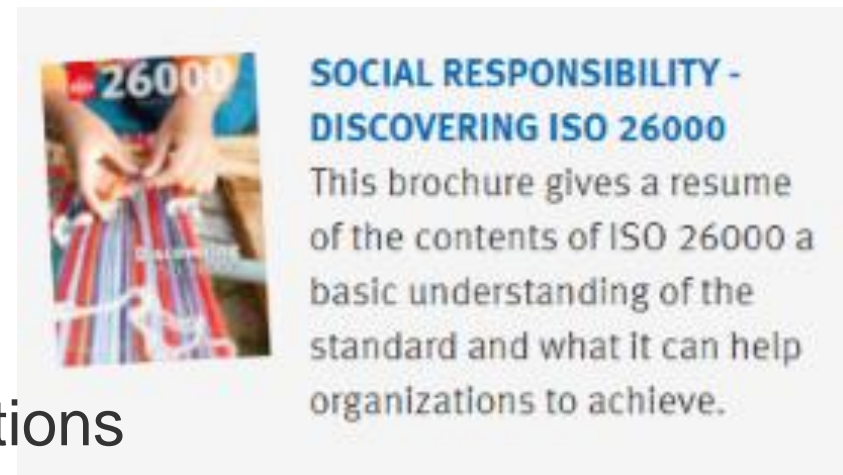 26000
SOCIAL RESPONSIBILITY -
DISCOVERING ISO 26000
This brochure gives a resume
of the contents of ISO 26000 a
basic understanding of the
standard and what it can help
organizations to achieve.
tions